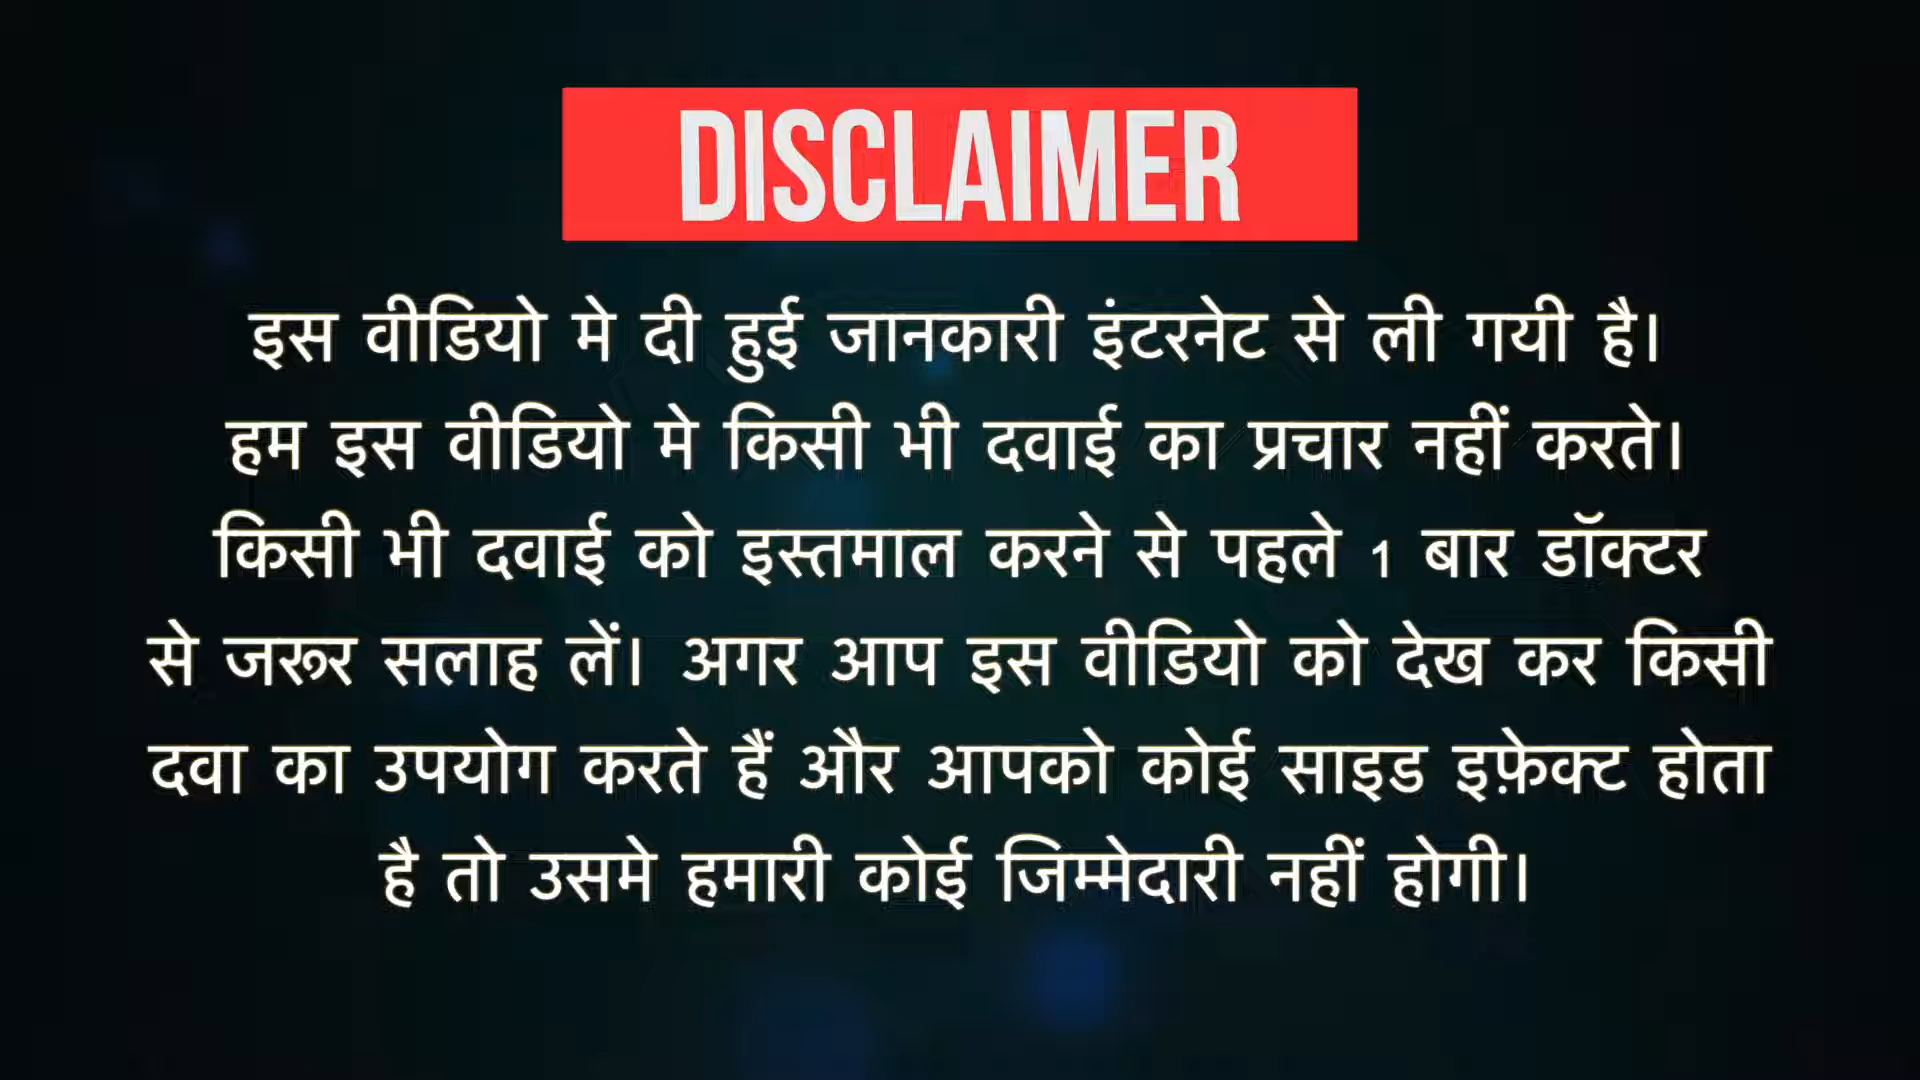 DISCLAIMER
इस वीडियो मे दी हुई जानकारी इंटरनेट से ली गयी है।
हम इस वीडियो मे किसी भी दवाई का प्रचार नहीं करते।
किसी भी दवाई को इस्तमाल करने से पहले 1 बार डॉक्टर
से जरूर सलाह लें। अगर आप इस वीडियो को देख कर किसी
दवा का उपयोग करते हैं और आपको कोई साइड इफ़ेक्ट होता
है तो उसमे हमारी कोई जिम्मेदारी नहीं होगी।